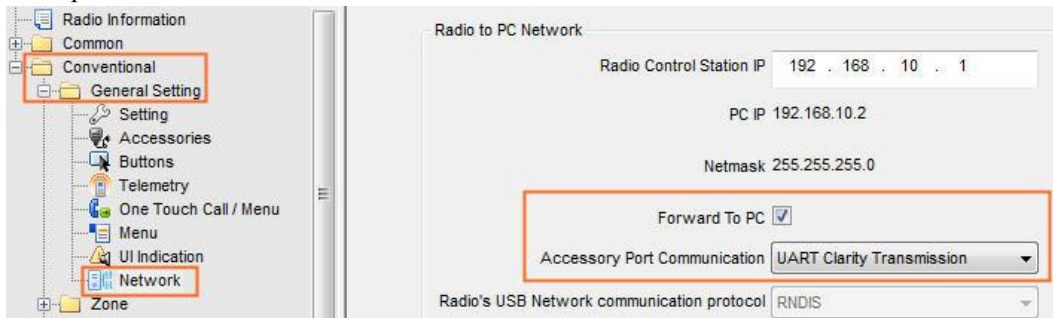 Radio Information
Common
Conventional
General Setting
Setting
Accessories
Buttons
Telemetry
One Touch Call / Menu
Menu
UI Indication
Network
Zone
Radio to PC Network
Radio Control Station IP 192 . 168 . 10 . 1
PC IP 192.168.10.2
Netmask 255.255.255.0
Forward To PC
Accessory Port Communication UART Clarity Transmission
Radio's USB Network communication protocol RNDIS